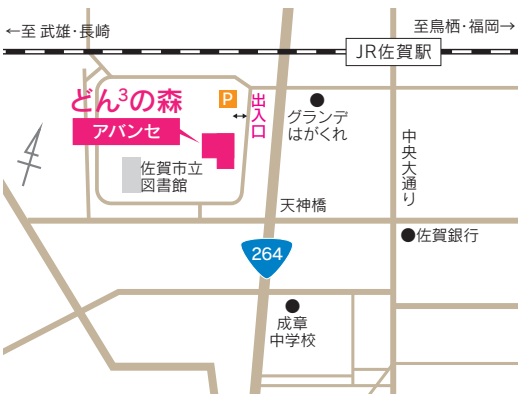 ←至 武雄・長崎
至鳥栖・福岡→
JR佐賀駅
どん³の森
P
出入口
アバンセ
グランデ
はがくれ
中央大通り
佐賀市立
図書館
天神橋
佐賀銀行
264
成章
中学校